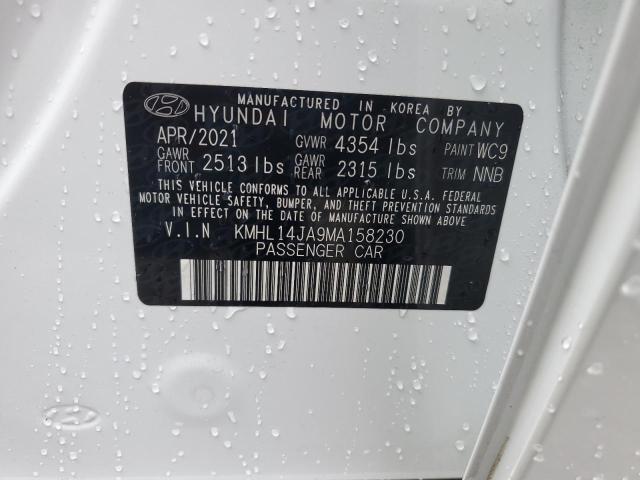 MANUFACTURED IN KOREA BY
HYUNDAI MOTOR COMPANY
APR/2021 GVWR 4354 lbs PAINT WC9
GAWR FRONT 2513 lbs GAWR REAR 2315 lbs TRIM NNB
THIS VEHICLE CONFORMS TO ALL APPLICABLE U.S.A. FEDERAL
MOTOR VEHICLE SAFETY, BUMPER, AND THEFT PREVENTION
STANDARDS IN EFFECT ON THE DATE OF MANUFACTURE SHOWN ABOVE.
V.I.N KMHL14JA9MA158230
PASSENGER CAR